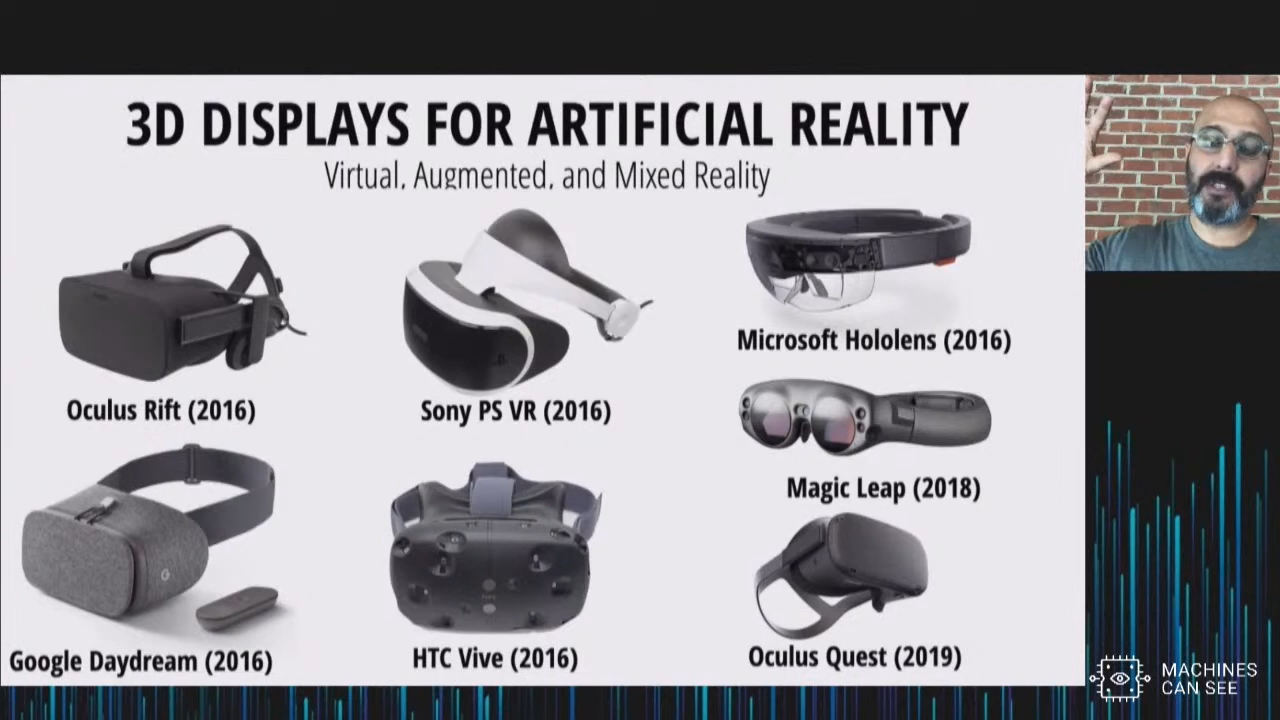 3D DISPLAYS FOR ARTIFICIAL REALITY
Virtual, Augmented, and Mixed Reality
Oculus Rift (2016)
Sony PS VR (2016)
Microsoft Hololens (2016)
Magic Leap (2018)
Google Daydream (2016)
HTC Vive (2016)
Oculus Quest (2019)
MACHINES
CAN SEE